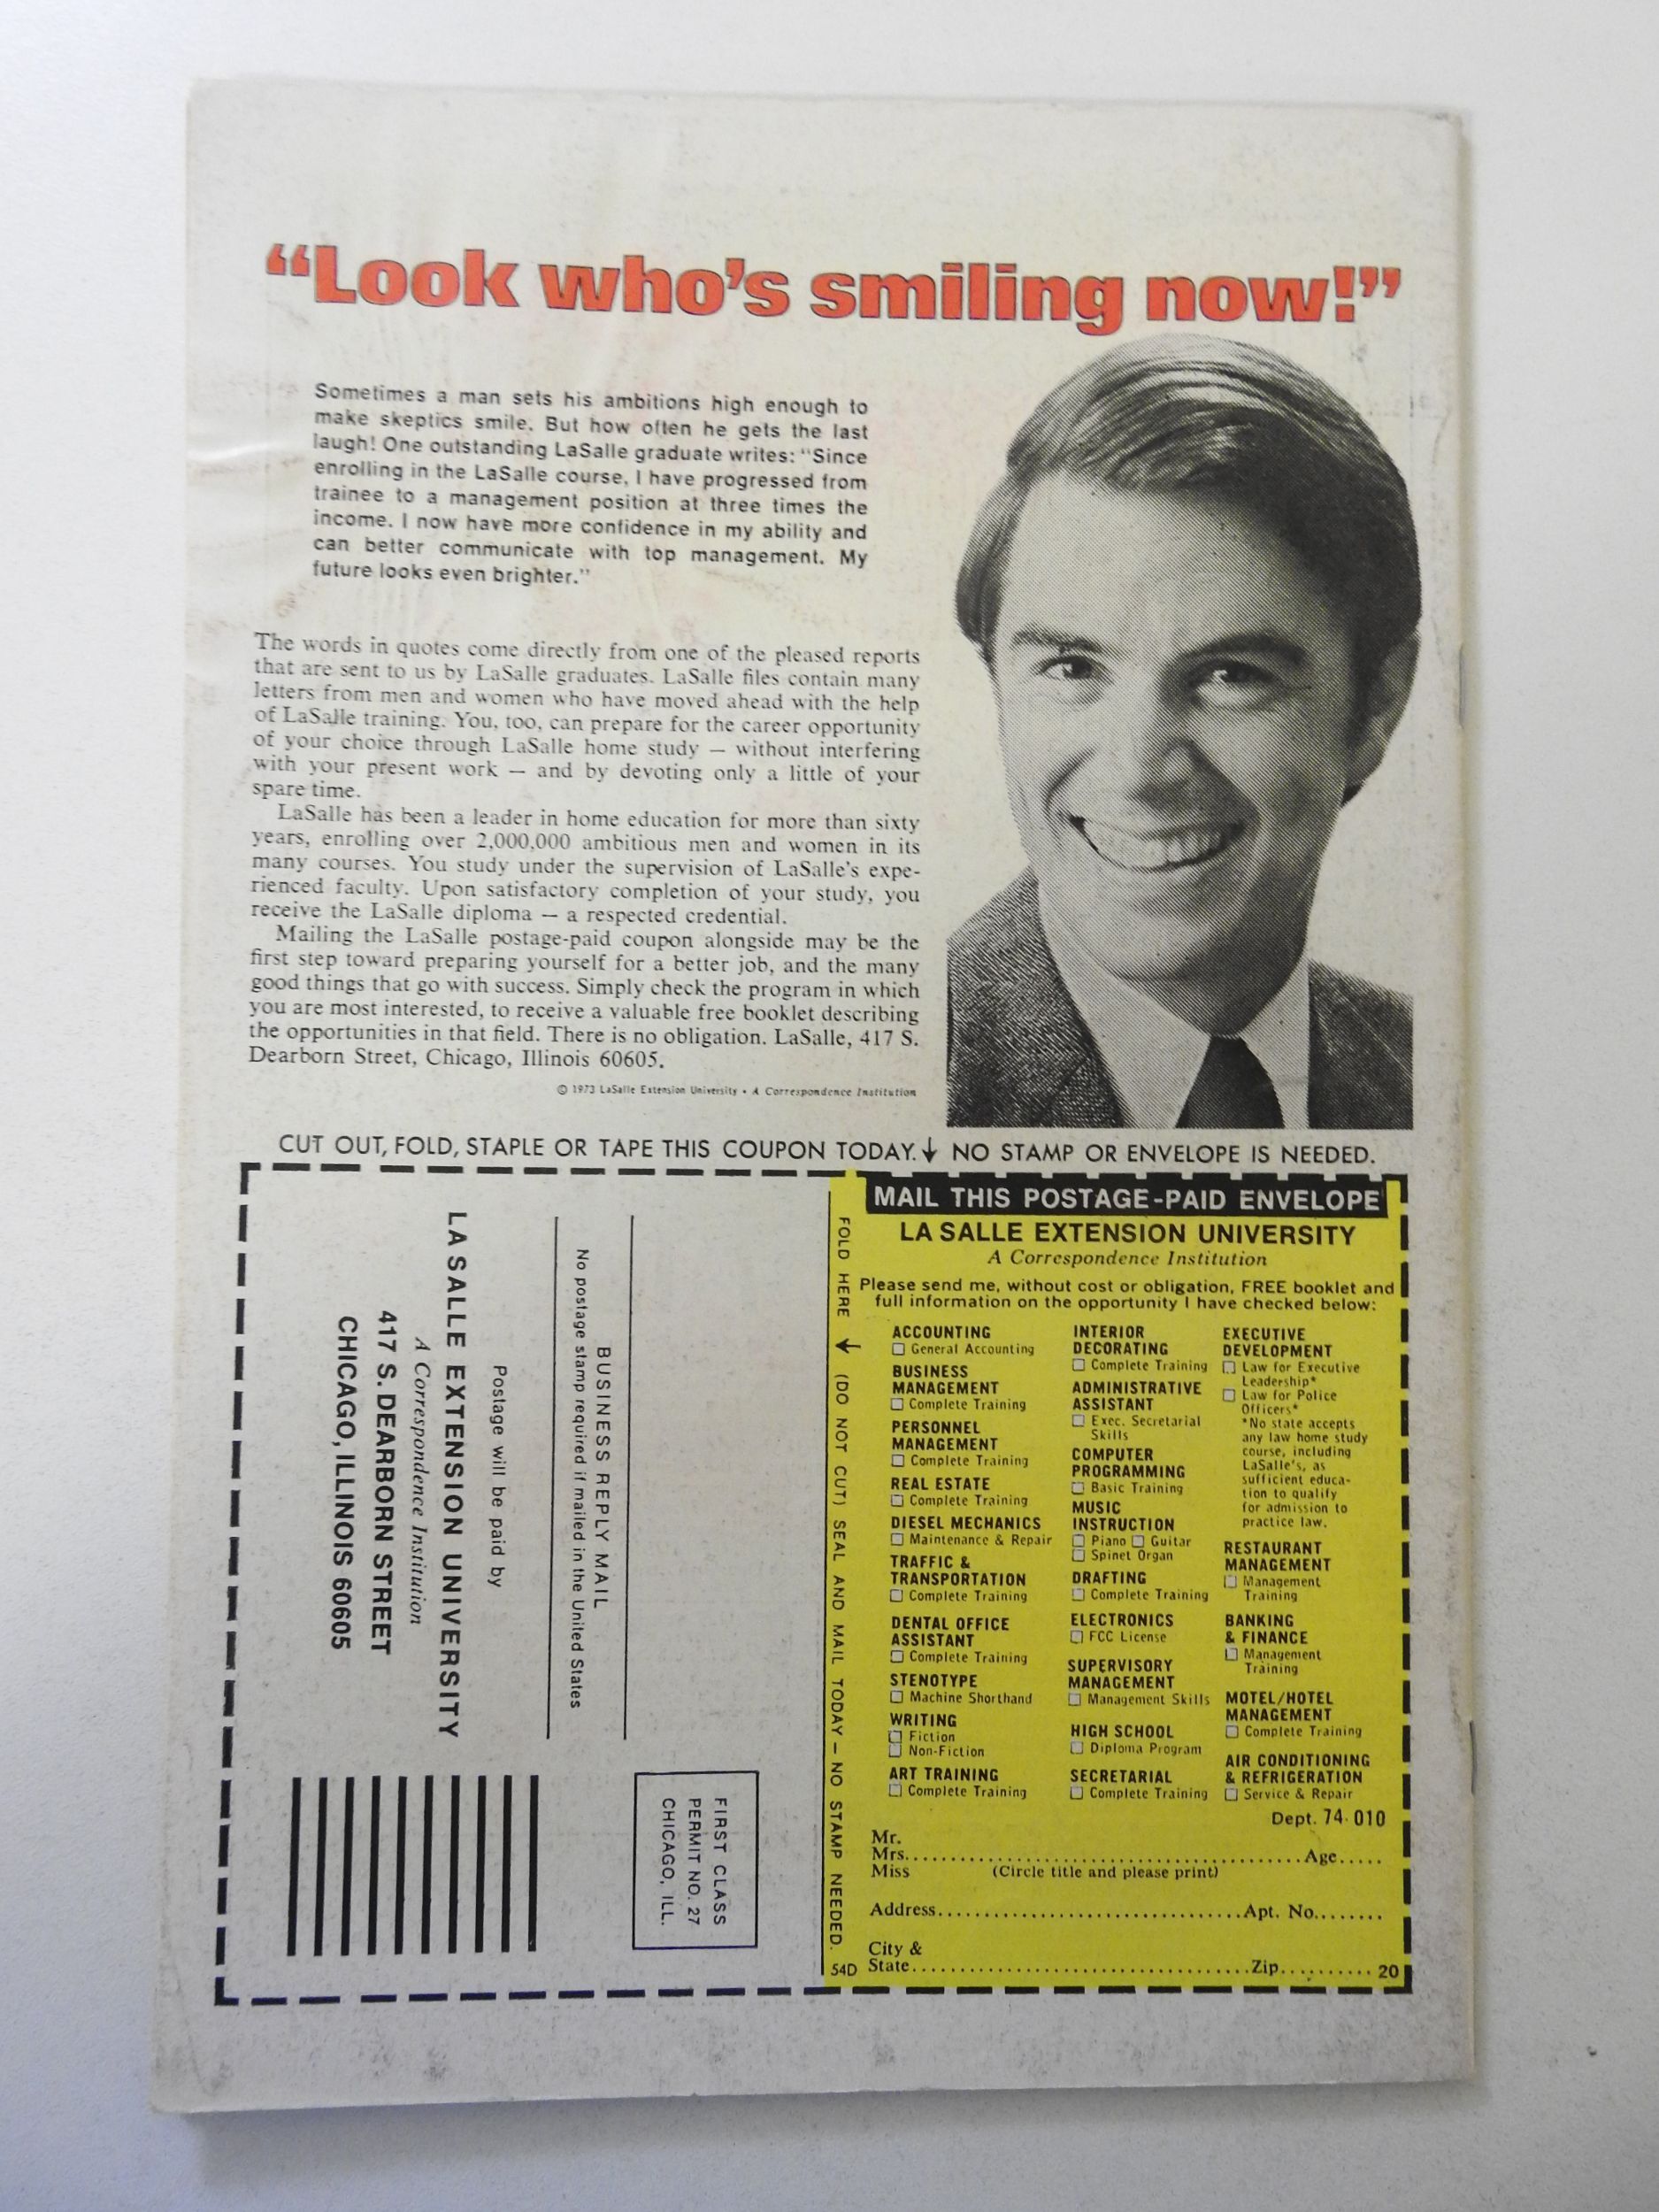 “Look who’s smiling now!”
Sometimes a man sets his ambitions high enough to
make skeptics smile. But how often he gets the last
laugh! One outstanding LaSalle graduate writes: “Since
enrolling in the LaSalle course, I have progressed from
trainee to a management position at three times the
income. I now have more confidence in my ability and
can better communicate with top management. My
future looks even brighter.”
The words in quotes come directly from one of the pleased reports
that are sent to us by LaSalle graduates. LaSalle files contain many
letters from men and women who have moved ahead with the help
of LaSalle training. You, too, can prepare for the career opportunity
of your choice through LaSalle home study — without interfering
with your present work — and by devoting only a little of your
spare time.
LaSalle has been a leader in home education for more than sixty
years, enrolling over 2,000,000 ambitious men and women in its
many courses. You study under the supervision of LaSalle's expe-
rienced faculty. Upon satisfactory completion of your study, you
receive the LaSalle diploma — a respected credential.
Mailing the LaSalle postage-paid coupon alongside may be the
first step toward preparing yourself for a better job, and the many
good things that go with success. Simply check the program in which
you are most interested, to receive a valuable free booklet describing
the opportunities in that field. There is no obligation. LaSalle, 417 S.
Dearborn Street, Chicago, Illinois 60605.
© 1973 LaSalle Extension University • A Correspondence Institution
CUT OUT, FOLD, STAPLE OR TAPE THIS COUPON TODAY.↓ NO STAMP OR ENVELOPE IS NEEDED.
BUSINESS REPLY MAIL
No postage stamp required if mailed in the United States
Postage will be paid by
LA SALLE EXTENSION UNIVERSITY
A Correspondence Institution
417 S. DEARBORN STREET
CHICAGO, ILLINOIS 60605
FIRST CLASS
PERMIT NO. 27
CHICAGO, ILL.
FOLD HERE ↓ (DO NOT CUT) SEAL AND MAIL TODAY — NO STAMP NEEDED.
54D
MAIL THIS POSTAGE-PAID ENVELOPE
LA SALLE EXTENSION UNIVERSITY
A Correspondence Institution
Please send me, without cost or obligation, FREE booklet and
full information on the opportunity I have checked below:
ACCOUNTING
☐ General Accounting
BUSINESS
MANAGEMENT
☐ Complete Training
PERSONNEL
MANAGEMENT
☐ Complete Training
REAL ESTATE
☐ Complete Training
DIESEL MECHANICS
☐ Maintenance & Repair
TRAFFIC &
TRANSPORTATION
☐ Complete Training
DENTAL OFFICE
ASSISTANT
☐ Complete Training
STENOTYPE
☐ Machine Shorthand
WRITING
☐ Fiction
☐ Non-Fiction
ART TRAINING
☐ Complete Training
INTERIOR
DECORATING
☐ Complete Training
ADMINISTRATIVE
ASSISTANT
☐ Exec. Secretarial
Skills
COMPUTER
PROGRAMMING
☐ Basic Training
MUSIC
INSTRUCTION
☐ Piano ☐ Guitar
☐ Spinet Organ
DRAFTING
☐ Complete Training
ELECTRONICS
☐ FCC License
SUPERVISORY
MANAGEMENT
☐ Management Skills
HIGH SCHOOL
☐ Diploma Program
SECRETARIAL
☐ Complete Training
EXECUTIVE
DEVELOPMENT
☐ Law for Executive
Leadership*
☐ Law for Police
Officers*
*No state accepts
any law home study
course, including
LaSalle's, as
sufficient educa-
tion to qualify
for admission to
practice law.
RESTAURANT
MANAGEMENT
☐ Management
Training
BANKING
& FINANCE
☐ Management
Training
MOTEL/HOTEL
MANAGEMENT
☐ Complete Training
AIR CONDITIONING
& REFRIGERATION
☐ Service & Repair
Dept. 74-010
Mr.
Mrs. Age
Miss (Circle title and please print)
Address Apt. No.
City &
State Zip 20